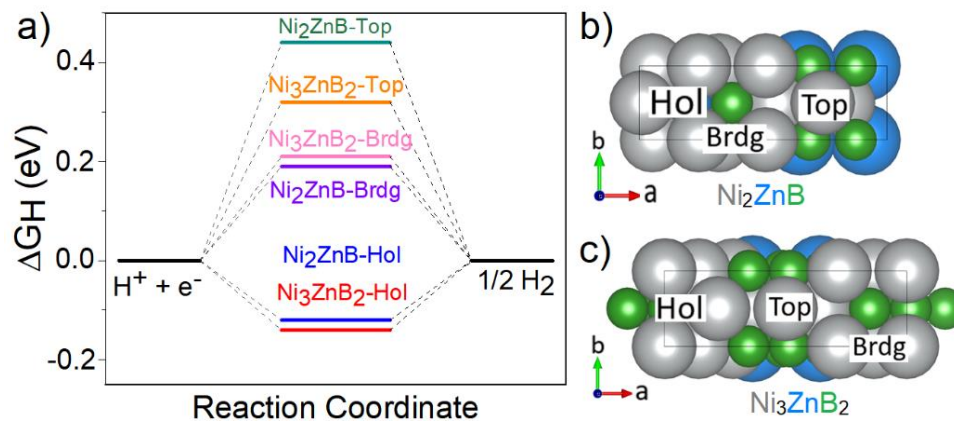 a)
ΔGH (eV)
0.4
0.2
0.0
-0.2
Ni₂ZnB-Top
Ni₃ZnB₂-Top
Ni₃ZnB₂-Brdg
Ni₂ZnB-Brdg
Ni₂ZnB-Hol
Ni₃ZnB₂-Hol
H⁺ + e⁻
1/2 H₂
Reaction Coordinate
b)
Hol
Top
Brdg
b
a
Ni₂ZnB
c)
Hol
Top
Brdg
b
a
Ni₃ZnB₂